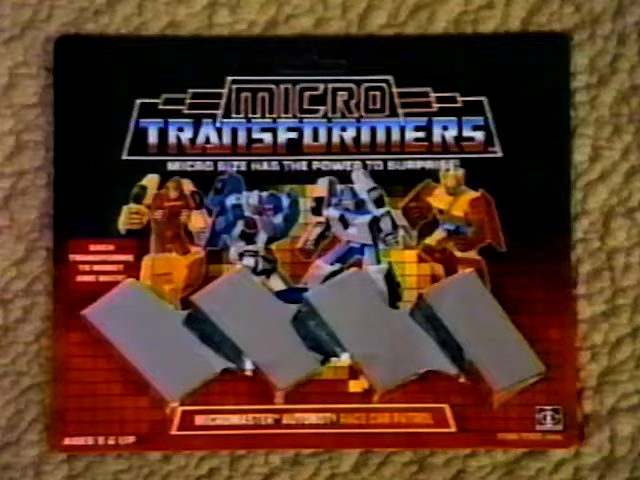 MICRO
TRANSFORMERS
MICRO SIZE HAS THE POWER TO SURPRISE!
EACH
TRANSFORMS
TO ROBOT
AND BACK!
MICROMASTER AUTOBOT RACE CAR PATROL
AGES 5 & UP